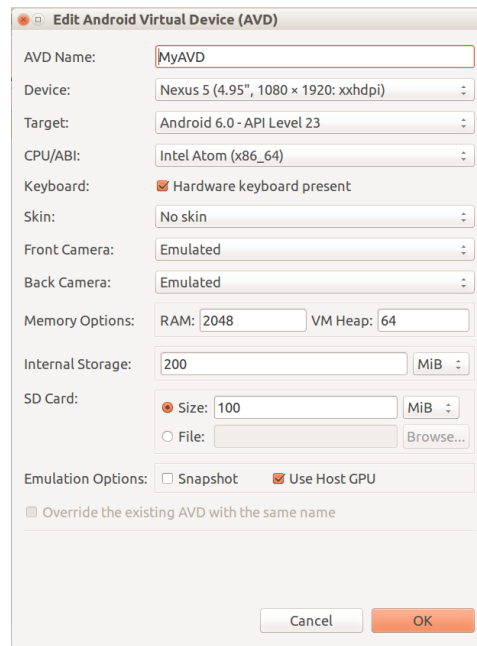 Edit Android Virtual Device (AVD)
AVD Name: MyAVD
Device: Nexus 5 (4.95", 1080 × 1920: xxhdpi)
Target: Android 6.0 - API Level 23
CPU/ABI: Intel Atom (x86_64)
Keyboard: Hardware keyboard present
Skin: No skin
Front Camera: Emulated
Back Camera: Emulated
Memory Options: RAM: 2048 VM Heap: 64
Internal Storage: 200 MiB
SD Card:
Size: 100 MiB
File: Browse...
Emulation Options: Snapshot Use Host GPU
Override the existing AVD with the same name
Cancel OK